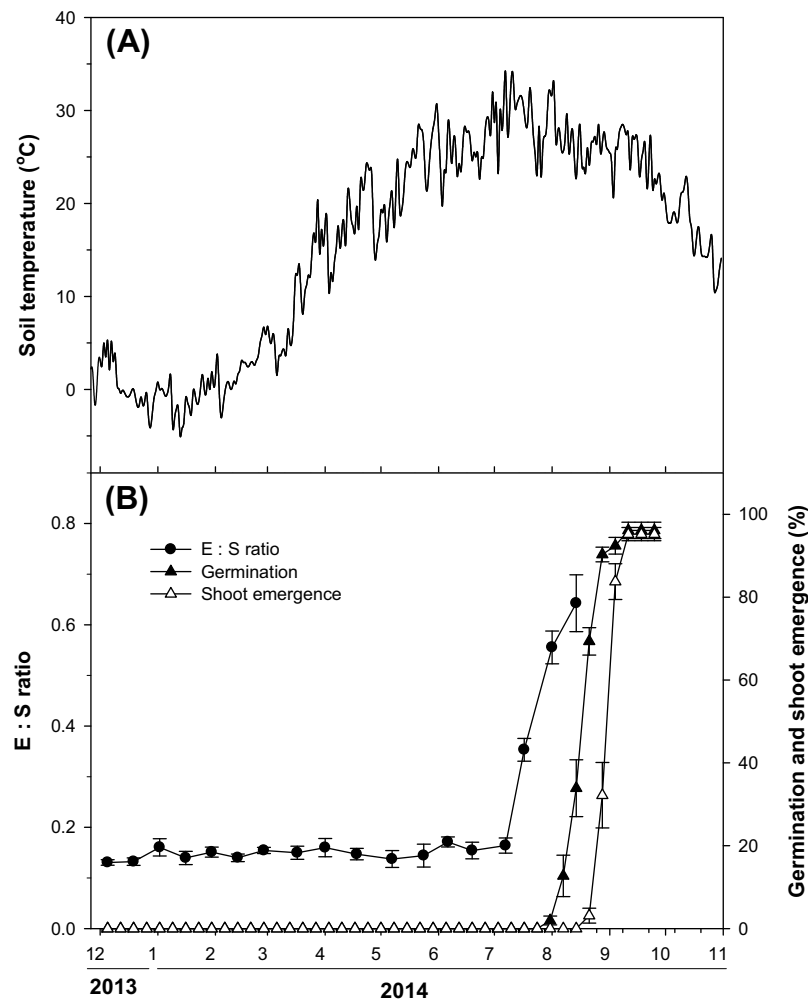 (A)
40
30
20
10
0
Soil temprerature (°C)
(B)
0.8
0.6
0.4
0.2
0.0
E : S ratio
E : S ratio
Germination
Shoot emergence
100
80
60
40
20
0
Germination and shoot emergence (%)
12 1 2 3 4 5 6 7 8 9 10 11
2013 2014